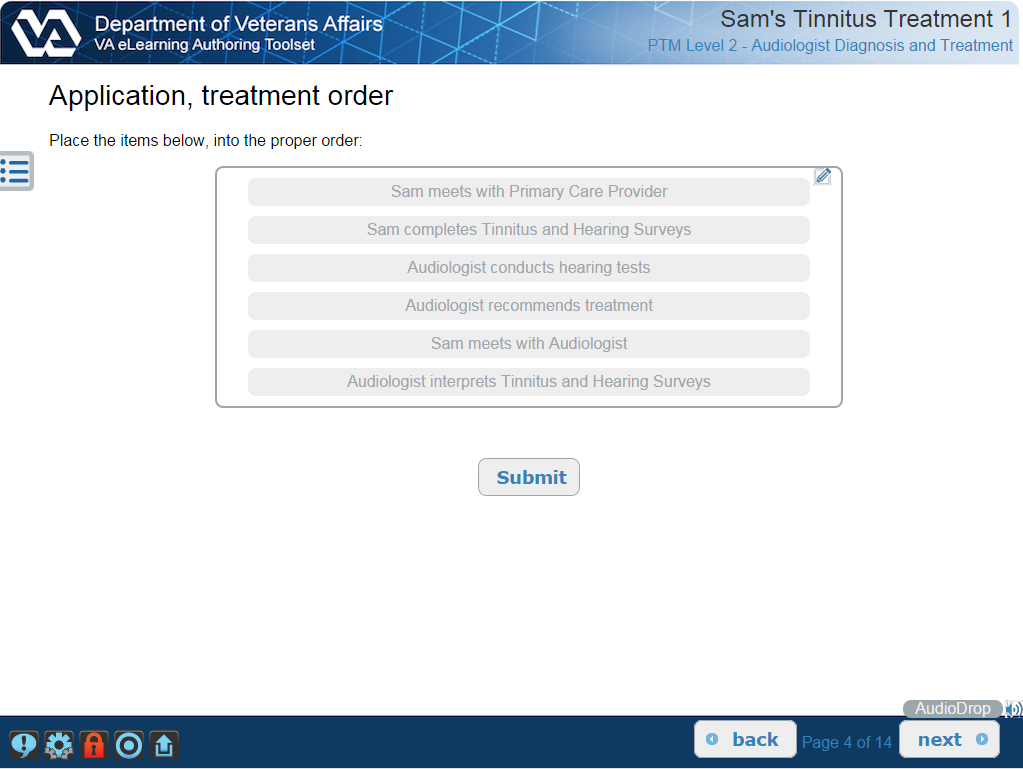 Department of Veterans Affairs
VA eLearning Authoring Toolset
Sam's Tinnitus Treatment 1
PTM Level 2 - Audiologist Diagnosis and Treatment
Application, treatment order
Place the items below, into the proper order:
Sam meets with Primary Care Provider
Sam completes Tinnitus and Hearing Surveys
Audiologist conducts hearing tests
Audiologist recommends treatment
Sam meets with Audiologist
Audiologist interprets Tinnitus and Hearing Surveys
Submit
AudioDrop
back
Page 4 of 14
next